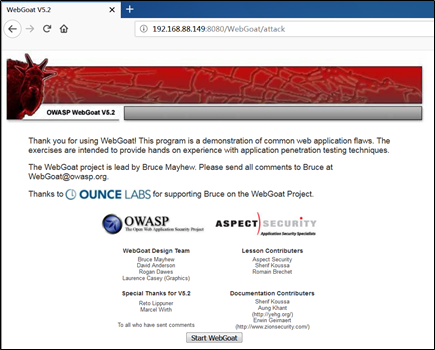 WebGoat V5.2
192.168.88.149:8080/WebGoat/attack
OWASP WebGoat V5.2
Thank you for using WebGoat! This program is a demonstration of common web application flaws. The
exercises are intended to provide hands on experience with application penetration testing techniques.
The WebGoat project is lead by Bruce Mayhew. Please send all comments to Bruce at
WebGoat@owasp.org.
Thanks to OUNCE LABS for supporting Bruce on the WebGoat Project.
OWASP
The Open Web Application Security Project
ASPECT SECURITY
Application Security Specialists
WebGoat Design Team
Bruce Mayhew
David Anderson
Rogan Dawes
Laurence Casey (Graphics)
Lesson Contributors
Aspect Security
Sherif Koussa
Romain Brechet
Special Thanks for V5.2
Reto Lippuner
Marcel Wirth
Documentation Contributors
Sherif Koussa
Aung Khant
(http://yehg.org/)
Erwin Geirnaert
(http://www.zionsecurity.com/)
To all who have sent comments
Start WebGoat